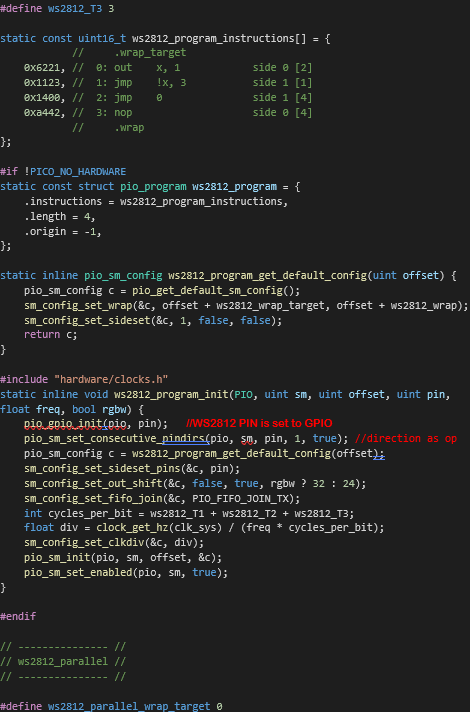 #define ws2812_T3 3
static const uint16_t ws2812_program_instructions[] = {
            //     .wrap_target
    0x6221, //  0: out    x, 1            side 0 [2]
    0x1123, //  1: jmp    !x, 3           side 1 [1]
    0x1400, //  2: jmp    0               side 1 [4]
    0xa442, //  3: nop                    side 0 [4]
            //     .wrap
};
#if !PICO_NO_HARDWARE
static const struct pio_program ws2812_program = {
    .instructions = ws2812_program_instructions,
    .length = 4,
    .origin = -1,
};
static inline pio_sm_config ws2812_program_get_default_config(uint offset) {
    pio_sm_config c = pio_get_default_sm_config();
    sm_config_set_wrap(&c, offset + ws2812_wrap_target, offset + ws2812_wrap);
    sm_config_set_sideset(&c, 1, false, false);
    return c;
}
#include "hardware/clocks.h"
static inline void ws2812_program_init(PIO, uint sm, uint offset, uint pin,
float freq, bool rgbw) {
    pio_gpio_init(pio, pin);   //WS2812 PIN is set to GPIO
    pio_sm_set_consecutive_pindirs(pio, sm, pin, 1, true); //direction as op
    pio_sm_config c = ws2812_program_get_default_config(offset);
    sm_config_set_sideset_pins(&c, pin);
    sm_config_set_out_shift(&c, false, true, rgbw ? 32 : 24);
    sm_config_set_fifo_join(&c, PIO_FIFO_JOIN_TX);
    int cycles_per_bit = ws2812_T1 + ws2812_T2 + ws2812_T3;
    float div = clock_get_hz(clk_sys) / (freq * cycles_per_bit);
    sm_config_set_clkdiv(&c, div);
    pio_sm_init(pio, sm, offset, &c);
    pio_sm_set_enabled(pio, sm, true);
}
#endif
// --------------- //
// ws2812_parallel //
// --------------- //
#define ws2812_parallel_wrap_target 0